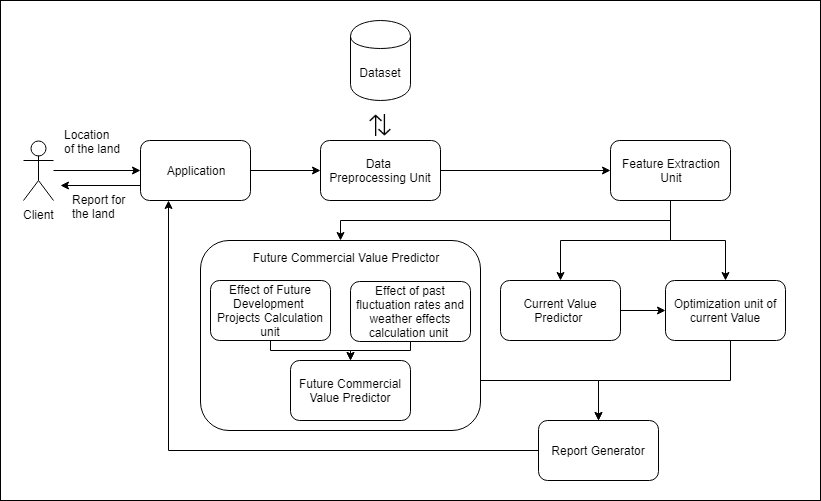 Dataset
Location
of the land
Application
Data
Preprocessing Unit
Feature Extraction
Unit
Report for
the land
Client
Future Commercial Value Predictor
Effect of Future
Development
Projects Calculation
unit
Effect of past
fluctuation rates and
weather effects
calculation unit
Current Value
Predictor
Optimization unit of
current Value
Future Commercial
Value Predictor
Report Generator